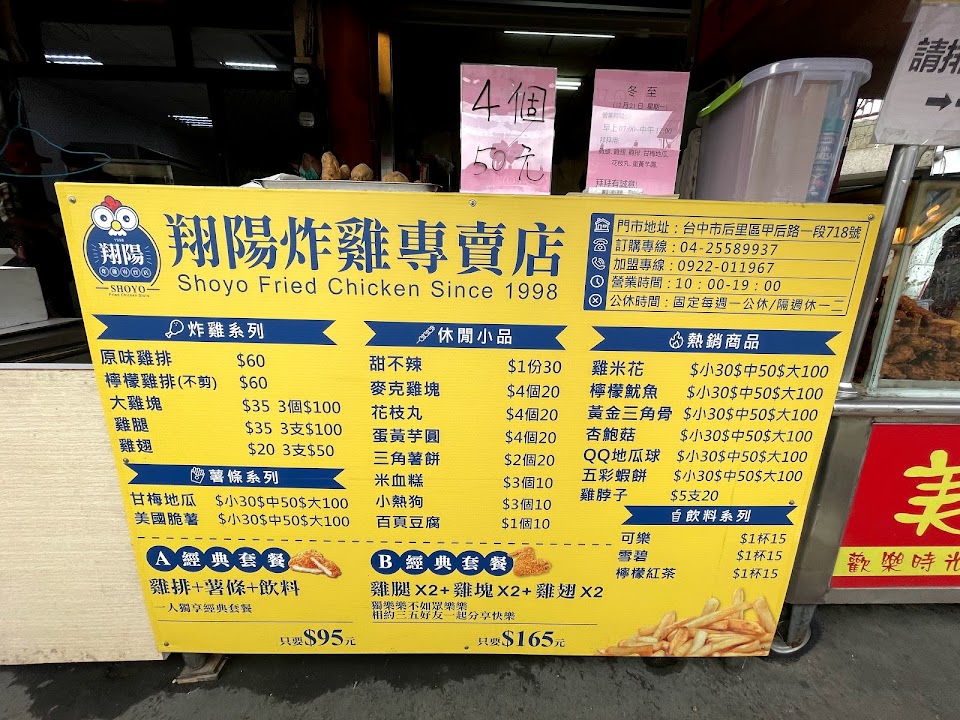 4個
50元
冬至
請排
翔陽
SHOYO
Fried Chicken Store
翔陽炸雞專賣店
Shoyo Fried Chicken Since 1998
門市地址：台中市后里區甲后路一段718號
訂購專線：04-25589937
加盟專線：0922-011967
營業時間：10：00-19：00
公休時間：固定每週一公休/隔週休一二
炸雞系列
原味雞排 $60
檸檬雞排(不剪) $60
大雞塊 $35 3個$100
雞腿 $35 3支$100
雞翅 $20 3支$50
薯條系列
甘梅地瓜 $小30$中50$大100
美國脆薯 $小30$中50$大100
休閒小品
甜不辣 $1份30
麥克雞塊 $4個20
花枝丸 $4個20
蛋黃芋圓 $4個20
三角薯餅 $2個20
米血糕 $3個10
小熱狗 $3個10
百頁豆腐 $1個10
熱銷商品
雞米花 $小30$中50$大100
檸檬魷魚 $小30$中50$大100
黃金三角骨 $小30$中50$大100
杏鮑菇 $小30$中50$大100
QQ地瓜球 $小30$中50$大100
五彩蝦餅 $小30$中50$大100
雞脖子 $5支20
飲料系列
可樂 $1杯15
雪碧 $1杯15
檸檬紅茶 $1杯15
A 經典套餐
雞排+薯條+飲料
一人獨享經典套餐
只要$95元
B 經典套餐
雞腿X2+雞塊X2+雞翅X2
獨樂樂不如眾樂樂
相約三五好友一起分享快樂
只要$165元
美
歡樂時光